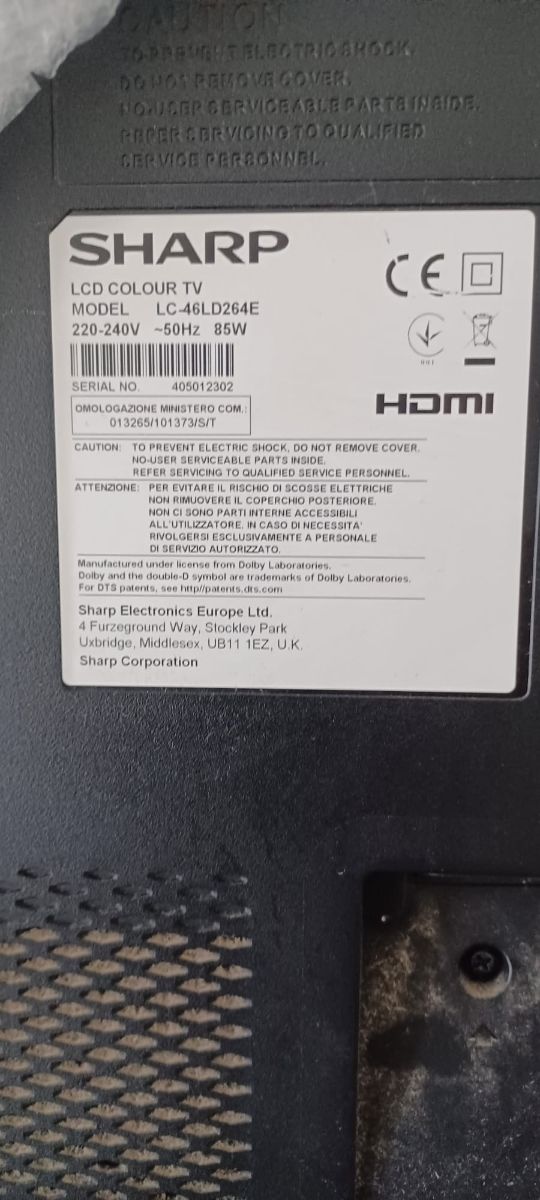 CAUTION
TO PREVENT ELECTRIC SHOCK,
DO NOT REMOVE COVER.
NO-USER SERVICEABLE PARTS INSIDE.
REFER SERVICING TO QUALIFIED
SERVICE PERSONNEL.
SHARP
LCD COLOUR TV
MODEL LC-46LD264E
220-240V ~50Hz 85W
SERIAL NO. 405012302
OMOLOGAZIONE MINISTERO COM.:
013265/101373/S/T
CE
HDMI
CAUTION: TO PREVENT ELECTRIC SHOCK, DO NOT REMOVE COVER.
NO-USER SERVICEABLE PARTS INSIDE.
REFER SERVICING TO QUALIFIED SERVICE PERSONNEL.
ATTENZIONE: PER EVITARE IL RISCHIO DI SCOSSE ELETTRICHE
NON RIMUOVERE IL COPERCHIO POSTERIORE.
NON CI SONO PARTI INTERNE ACCESSIBILI
ALL'UTILIZZATORE. IN CASO DI NECESSITA'
RIVOLGERSI ESCLUSIVAMENTE A PERSONALE
DI SERVIZIO AUTORIZZATO.
Manufactured under license from Dolby Laboratories.
Dolby and the double-D symbol are trademarks of Dolby Laboratories.
For DTS patents, see http//patents.dts.com
Sharp Electronics Europe Ltd.
4 Furzeground Way, Stockley Park
Uxbridge, Middlesex, UB11 1EZ, U.K.
Sharp Corporation